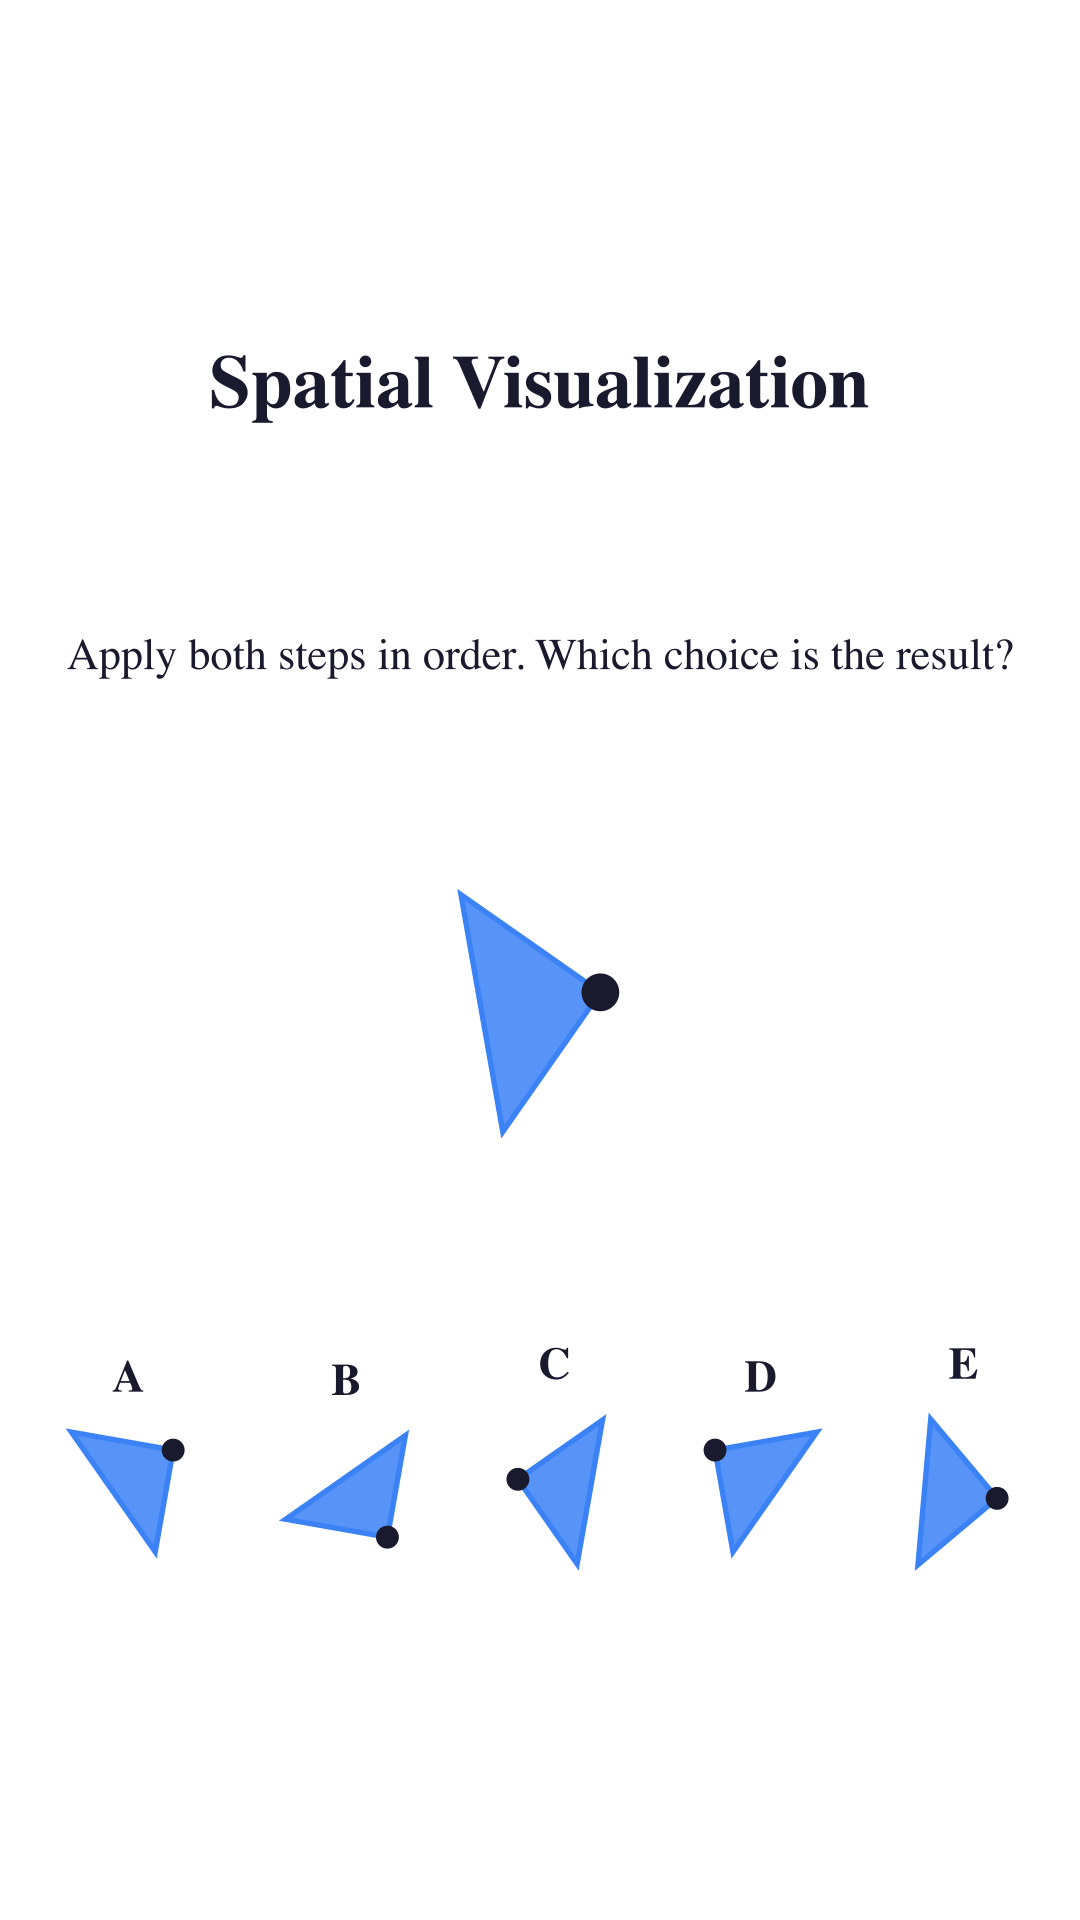 Spatial Visualization
Apply both steps in order. Which choice is the result?
A B C D E